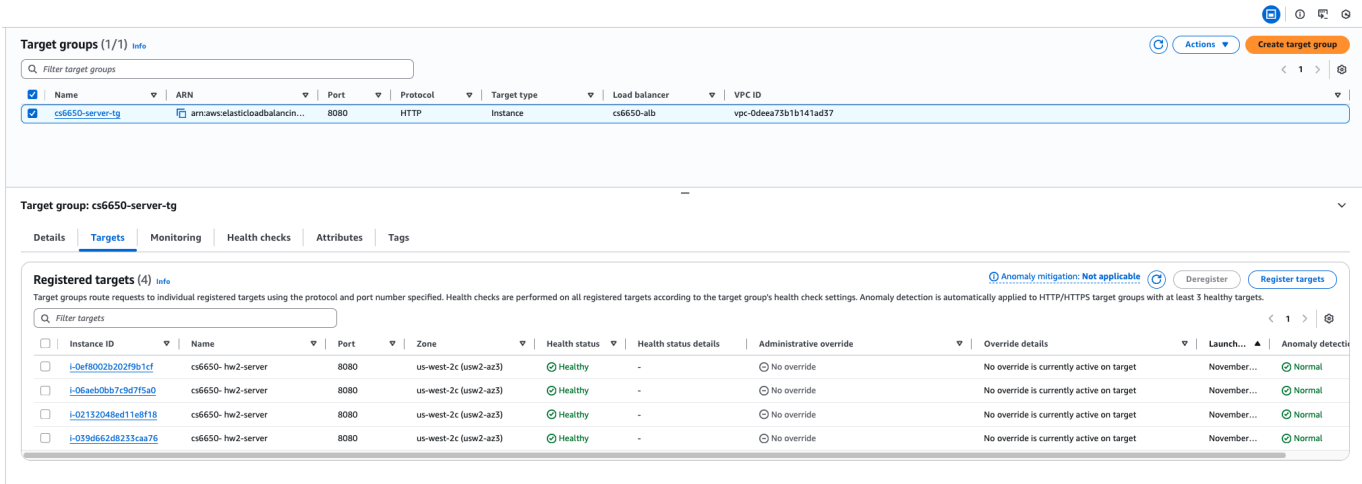 Target groups (1/1) Info
Actions ▼ Create target group
Filter target groups
< 1 >
Name ARN Port Protocol Target type Load balancer VPC ID
cs6650-server-tg arn:aws:elasticloadbalancin... 8080 HTTP Instance cs6650-alb vpc-0deea73b1b141ad37
Target group: cs6650-server-tg
Details Targets Monitoring Health checks Attributes Tags
Registered targets (4) Info
Anomaly mitigation: Not applicable Deregister Register targets
Target groups route requests to individual registered targets using the protocol and port number specified. Health checks are performed on all registered targets according to the target group's health check settings. Anomaly detection is automatically applied to HTTP/HTTPS target groups with at least 3 healthy targets.
Filter targets
< 1 >
Instance ID Name Port Zone Health status Health status details Administrative override Override details Launch... Anomaly detectio
i-0ef8002b202f9b1cf cs6650- hw2-server 8080 us-west-2c (usw2-az3) Healthy - No override No override is currently active on target November... Normal
i-06aeb0bb7c9d7f5a0 cs6650- hw2-server 8080 us-west-2c (usw2-az3) Healthy - No override No override is currently active on target November... Normal
i-02132048ed11e8f18 cs6650- hw2-server 8080 us-west-2c (usw2-az3) Healthy - No override No override is currently active on target November... Normal
i-039d662d8233caa76 cs6650- hw2-server 8080 us-west-2c (usw2-az3) Healthy - No override No override is currently active on target November... Normal